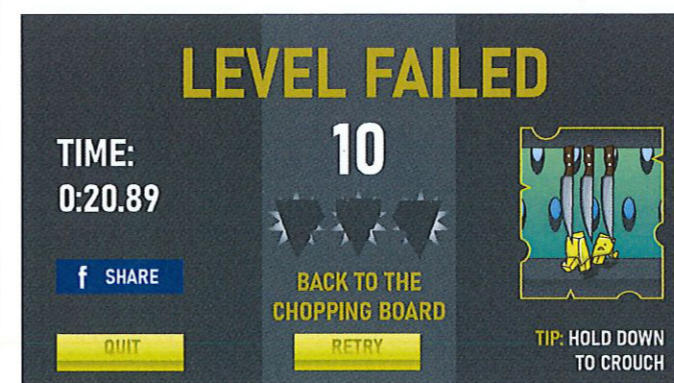 LEVEL FAILED
TIME:
0:20.89
10
f SHARE
BACK TO THE
CHOPPING BOARD
QUIT
RETRY
TIP: HOLD DOWN
TO CROUCH